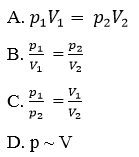 A. p₁V₁ = p₂V₂
B. p₁/V₁ = p₂/V₂
C. p₁/p₂ = V₁/V₂
D. p ~ V